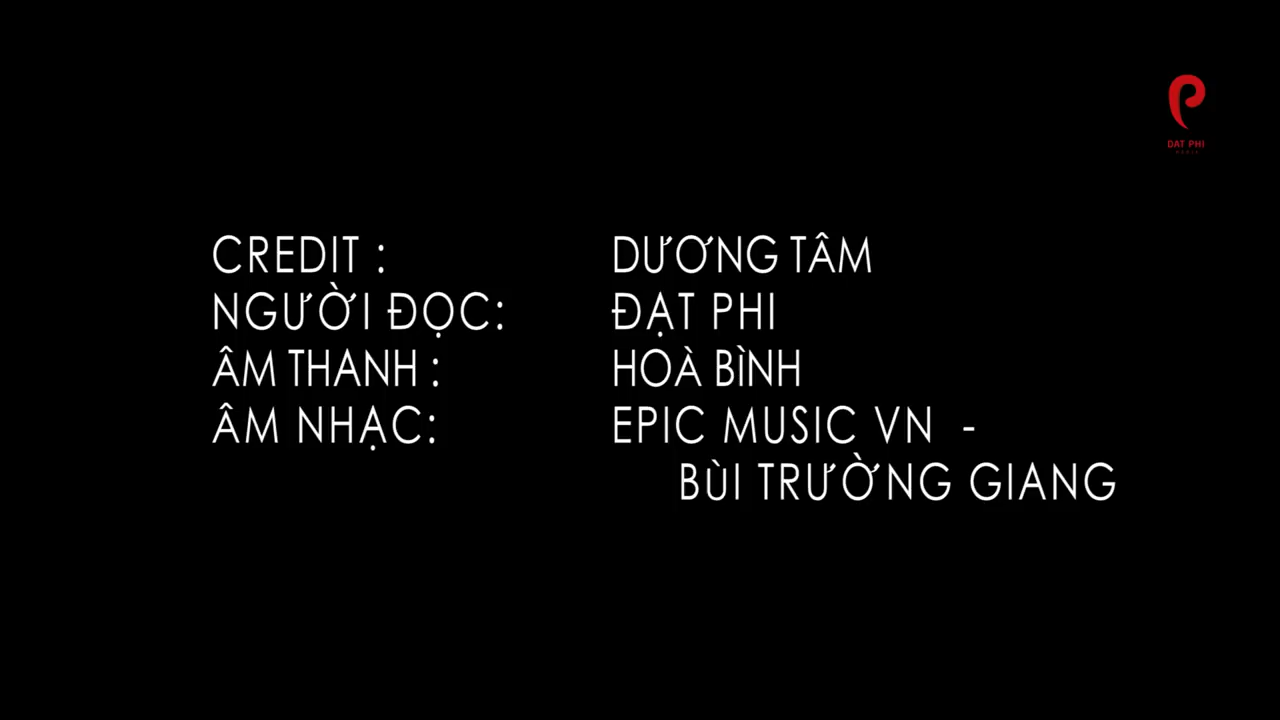 DAT PHI
CREDIT : DƯƠNG TÂM
NGƯỜI ĐỌC: ĐẠT PHI
ÂM THANH : HOÀ BÌNH
ÂM NHẠC: EPIC MUSIC VN -
BÙI TRƯỜNG GIANG